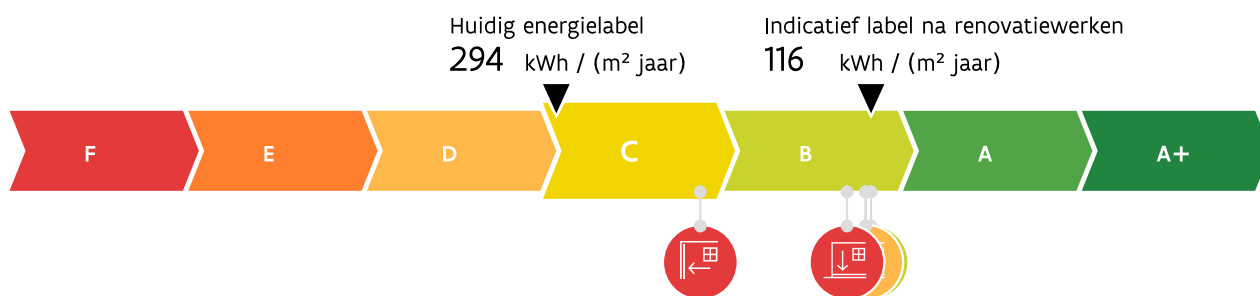 Huidig energielabel
294 kWh / (m² jaar)
Indicatief label na renovatiewerken
116 kWh / (m² jaar)
F E D C B A A+